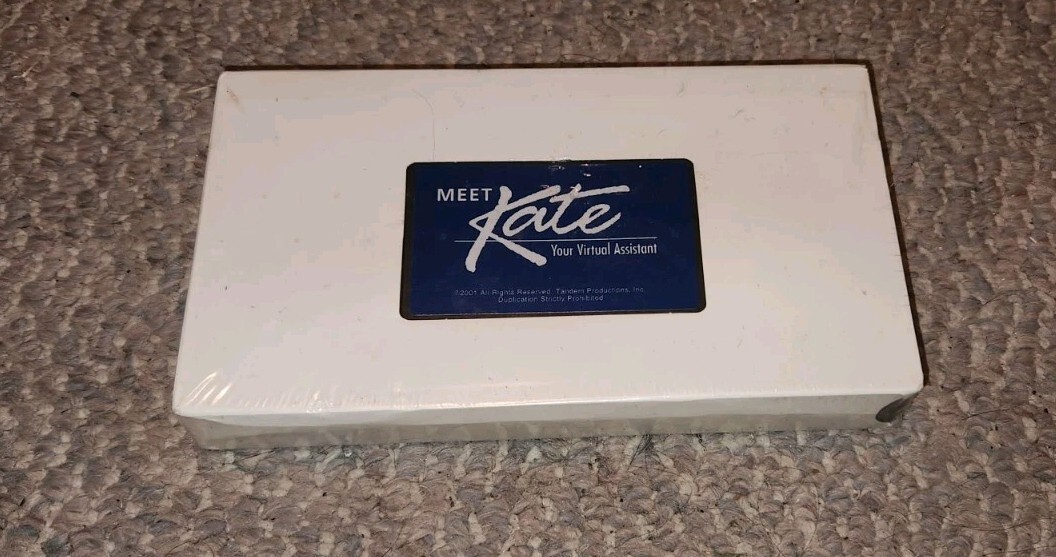 MEET Kate
Your Virtual Assistant
©2001 All Rights Reserved. Tandem Productions, Inc.
Duplication Strictly Prohibited